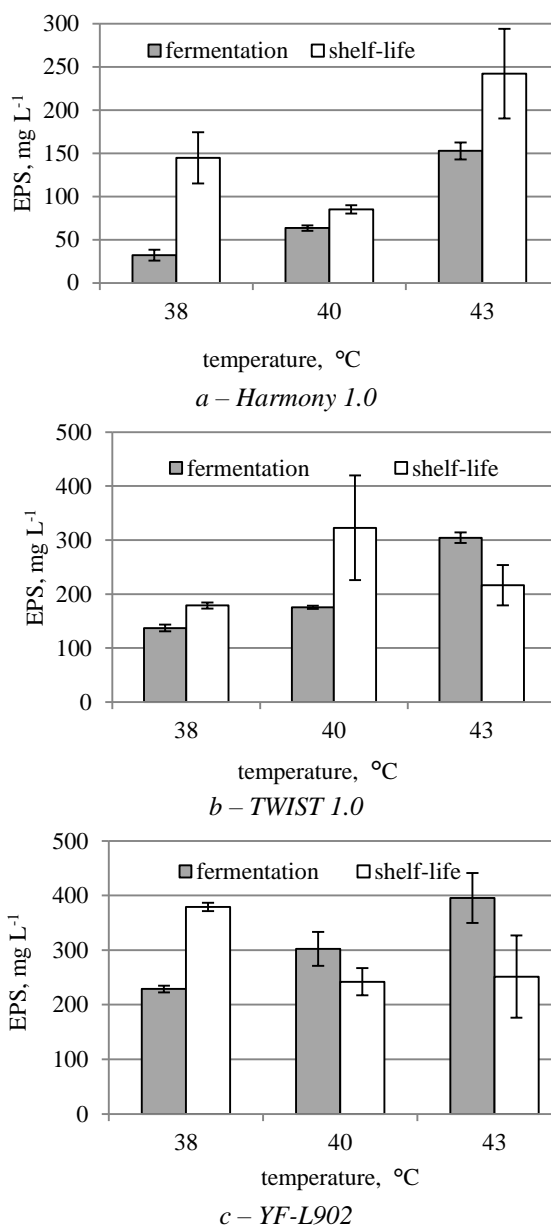 300
250
200
150
100
50
0
EPS, mg L-1
fermentation shelf-life
38 40 43
temperature, °C
a – Harmony 1.0
500
400
300
200
100
0
EPS, mg L-1
fermentation shelf-life
38 40 43
temperature, °C
b – TWIST 1.0
500
400
300
200
100
0
EPS, mg L-1
fermentation shelf-life
38 40 43
temperature, °C
c – YF-L902